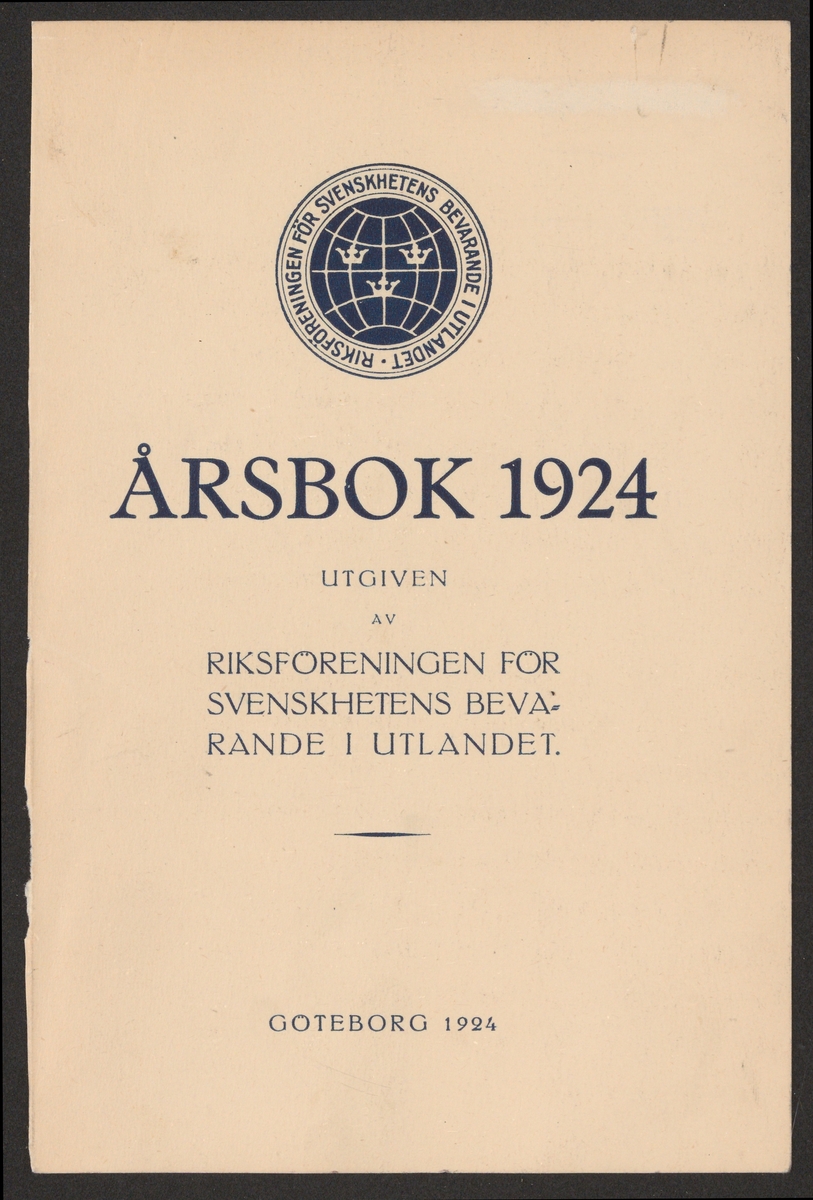 RIKSFÖRENINGEN FÖR SVENSKHETENS BEVARANDE I UTLANDET ·
ÅRSBOK 1924
UTGIVEN
AV
RIKSFÖRENINGEN FÖR
SVENSKHETENS BEVA-
RANDE I UTLANDET.
GÖTEBORG 1924